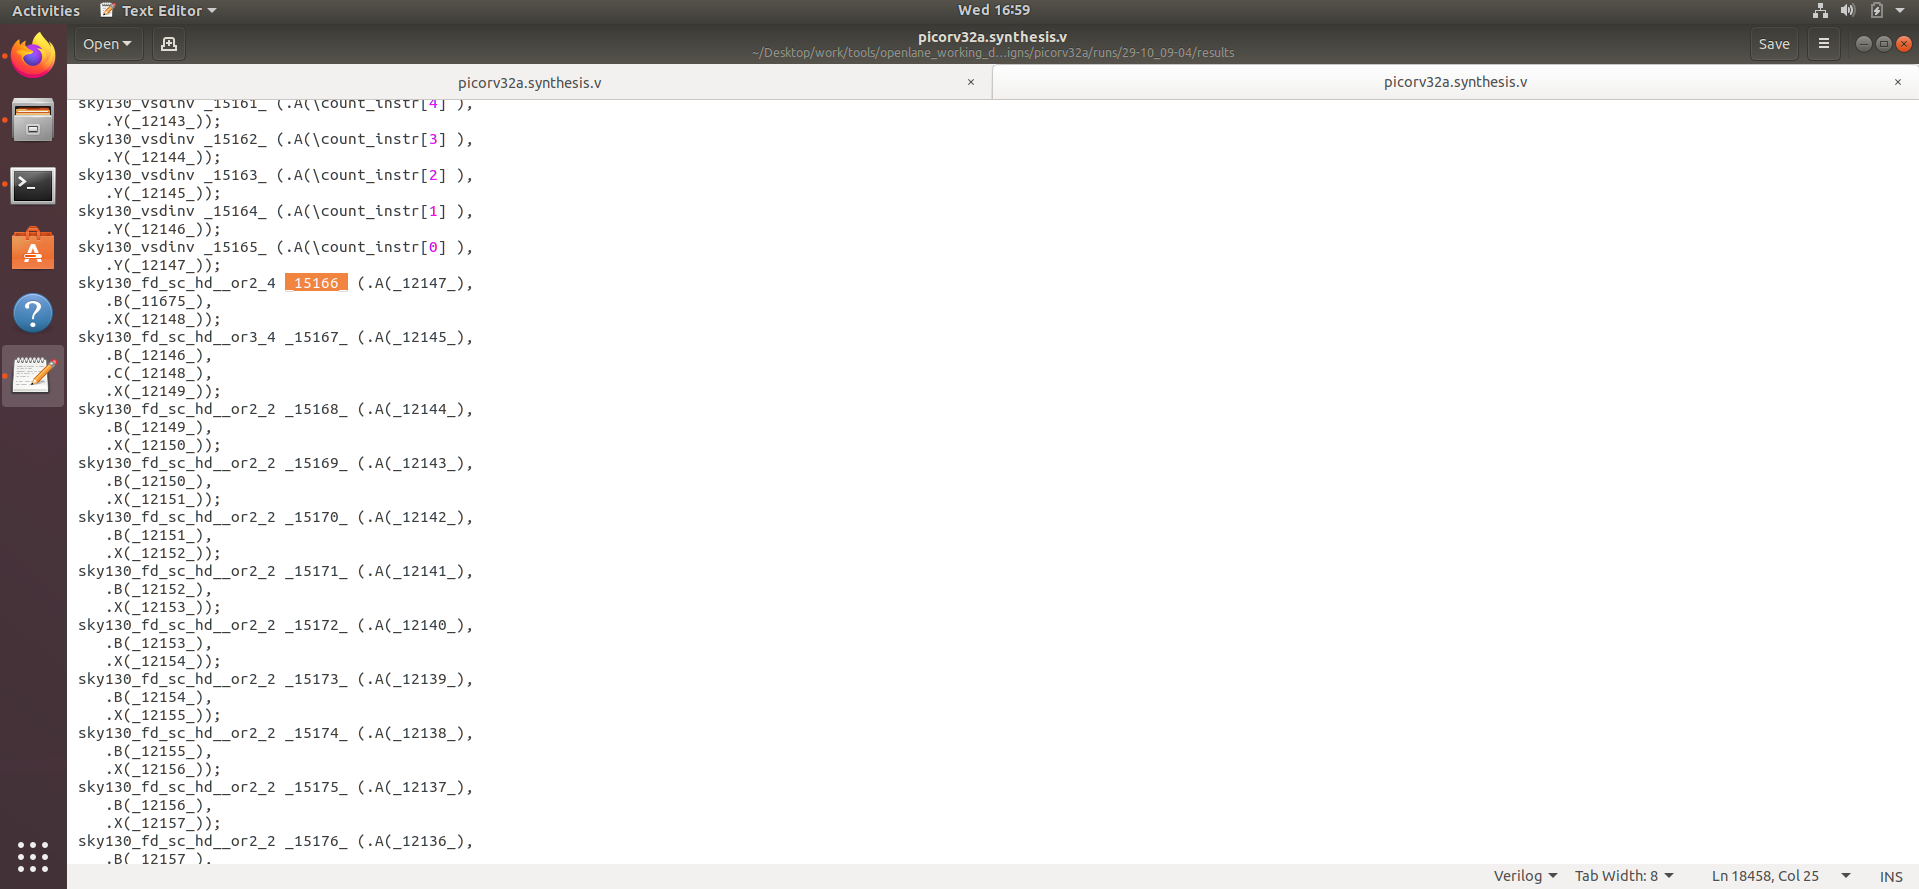 Activities Text Editor Wed 16:59
Open picorv32a.synthesis.v Save
~/Desktop/work/tools/openlane_working_d...igns/picorv32a/runs/29-10_09-04/results
picorv32a.synthesis.v × picorv32a.synthesis.v ×
sky130_vsdinv _15161_ (.A(\count_instr[4] ),
.Y(_12143_));
sky130_vsdinv _15162_ (.A(\count_instr[3] ),
.Y(_12144_));
sky130_vsdinv _15163_ (.A(\count_instr[2] ),
.Y(_12145_));
sky130_vsdinv _15164_ (.A(\count_instr[1] ),
.Y(_12146_));
sky130_vsdinv _15165_ (.A(\count_instr[0] ),
.Y(_12147_));
sky130_fd_sc_hd__or2_4 _15166_ (.A(_12147_),
.B(_11675_),
.X(_12148_));
sky130_fd_sc_hd__or3_4 _15167_ (.A(_12145_),
.B(_12146_),
.C(_12148_),
.X(_12149_));
sky130_fd_sc_hd__or2_2 _15168_ (.A(_12144_),
.B(_12149_),
.X(_12150_));
sky130_fd_sc_hd__or2_2 _15169_ (.A(_12143_),
.B(_12150_),
.X(_12151_));
sky130_fd_sc_hd__or2_2 _15170_ (.A(_12142_),
.B(_12151_),
.X(_12152_));
sky130_fd_sc_hd__or2_2 _15171_ (.A(_12141_),
.B(_12152_),
.X(_12153_));
sky130_fd_sc_hd__or2_2 _15172_ (.A(_12140_),
.B(_12153_),
.X(_12154_));
sky130_fd_sc_hd__or2_2 _15173_ (.A(_12139_),
.B(_12154_),
.X(_12155_));
sky130_fd_sc_hd__or2_2 _15174_ (.A(_12138_),
.B(_12155_),
.X(_12156_));
sky130_fd_sc_hd__or2_2 _15175_ (.A(_12137_),
.B(_12156_),
.X(_12157_));
sky130_fd_sc_hd__or2_2 _15176_ (.A(_12136_),
.B(_12157_),
Verilog Tab Width: 8 Ln 18458, Col 25 INS